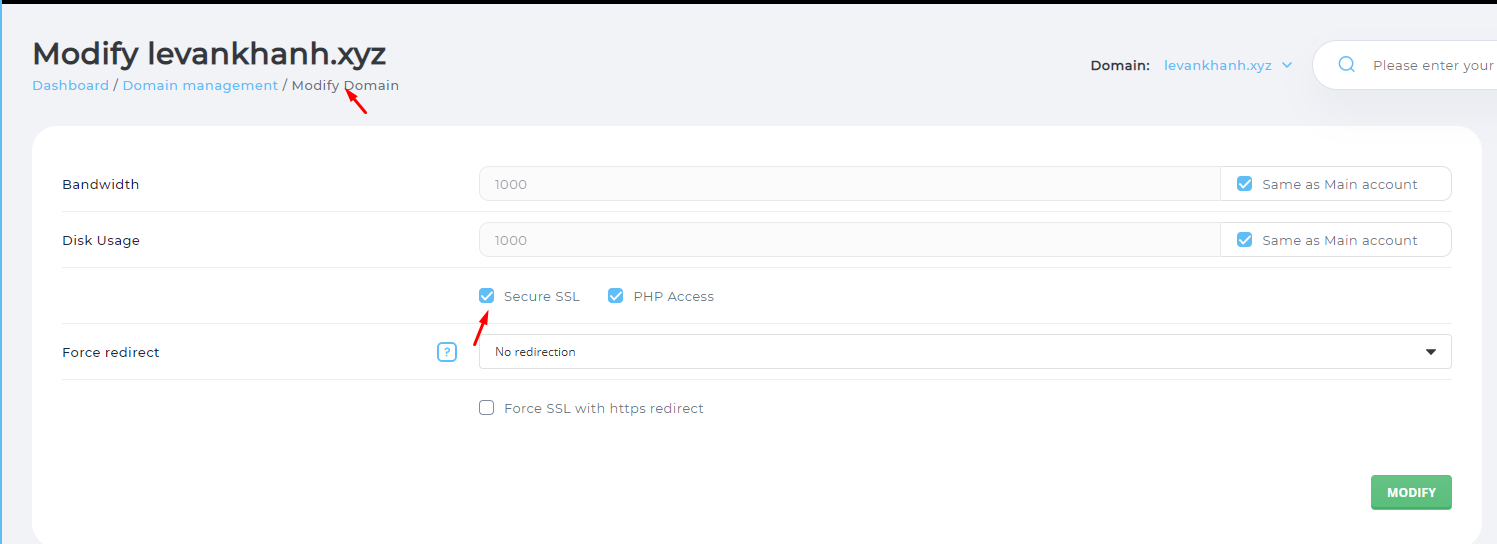 Modify levankhanh.xyz
Dashboard / Domain management / Modify Domain
Domain: levankhanh.xyz
Please enter your
Bandwidth
1000
Same as Main account
Disk Usage
1000
Same as Main account
Secure SSL PHP Access
Force redirect
?
No redirection
Force SSL with https redirect
MODIFY